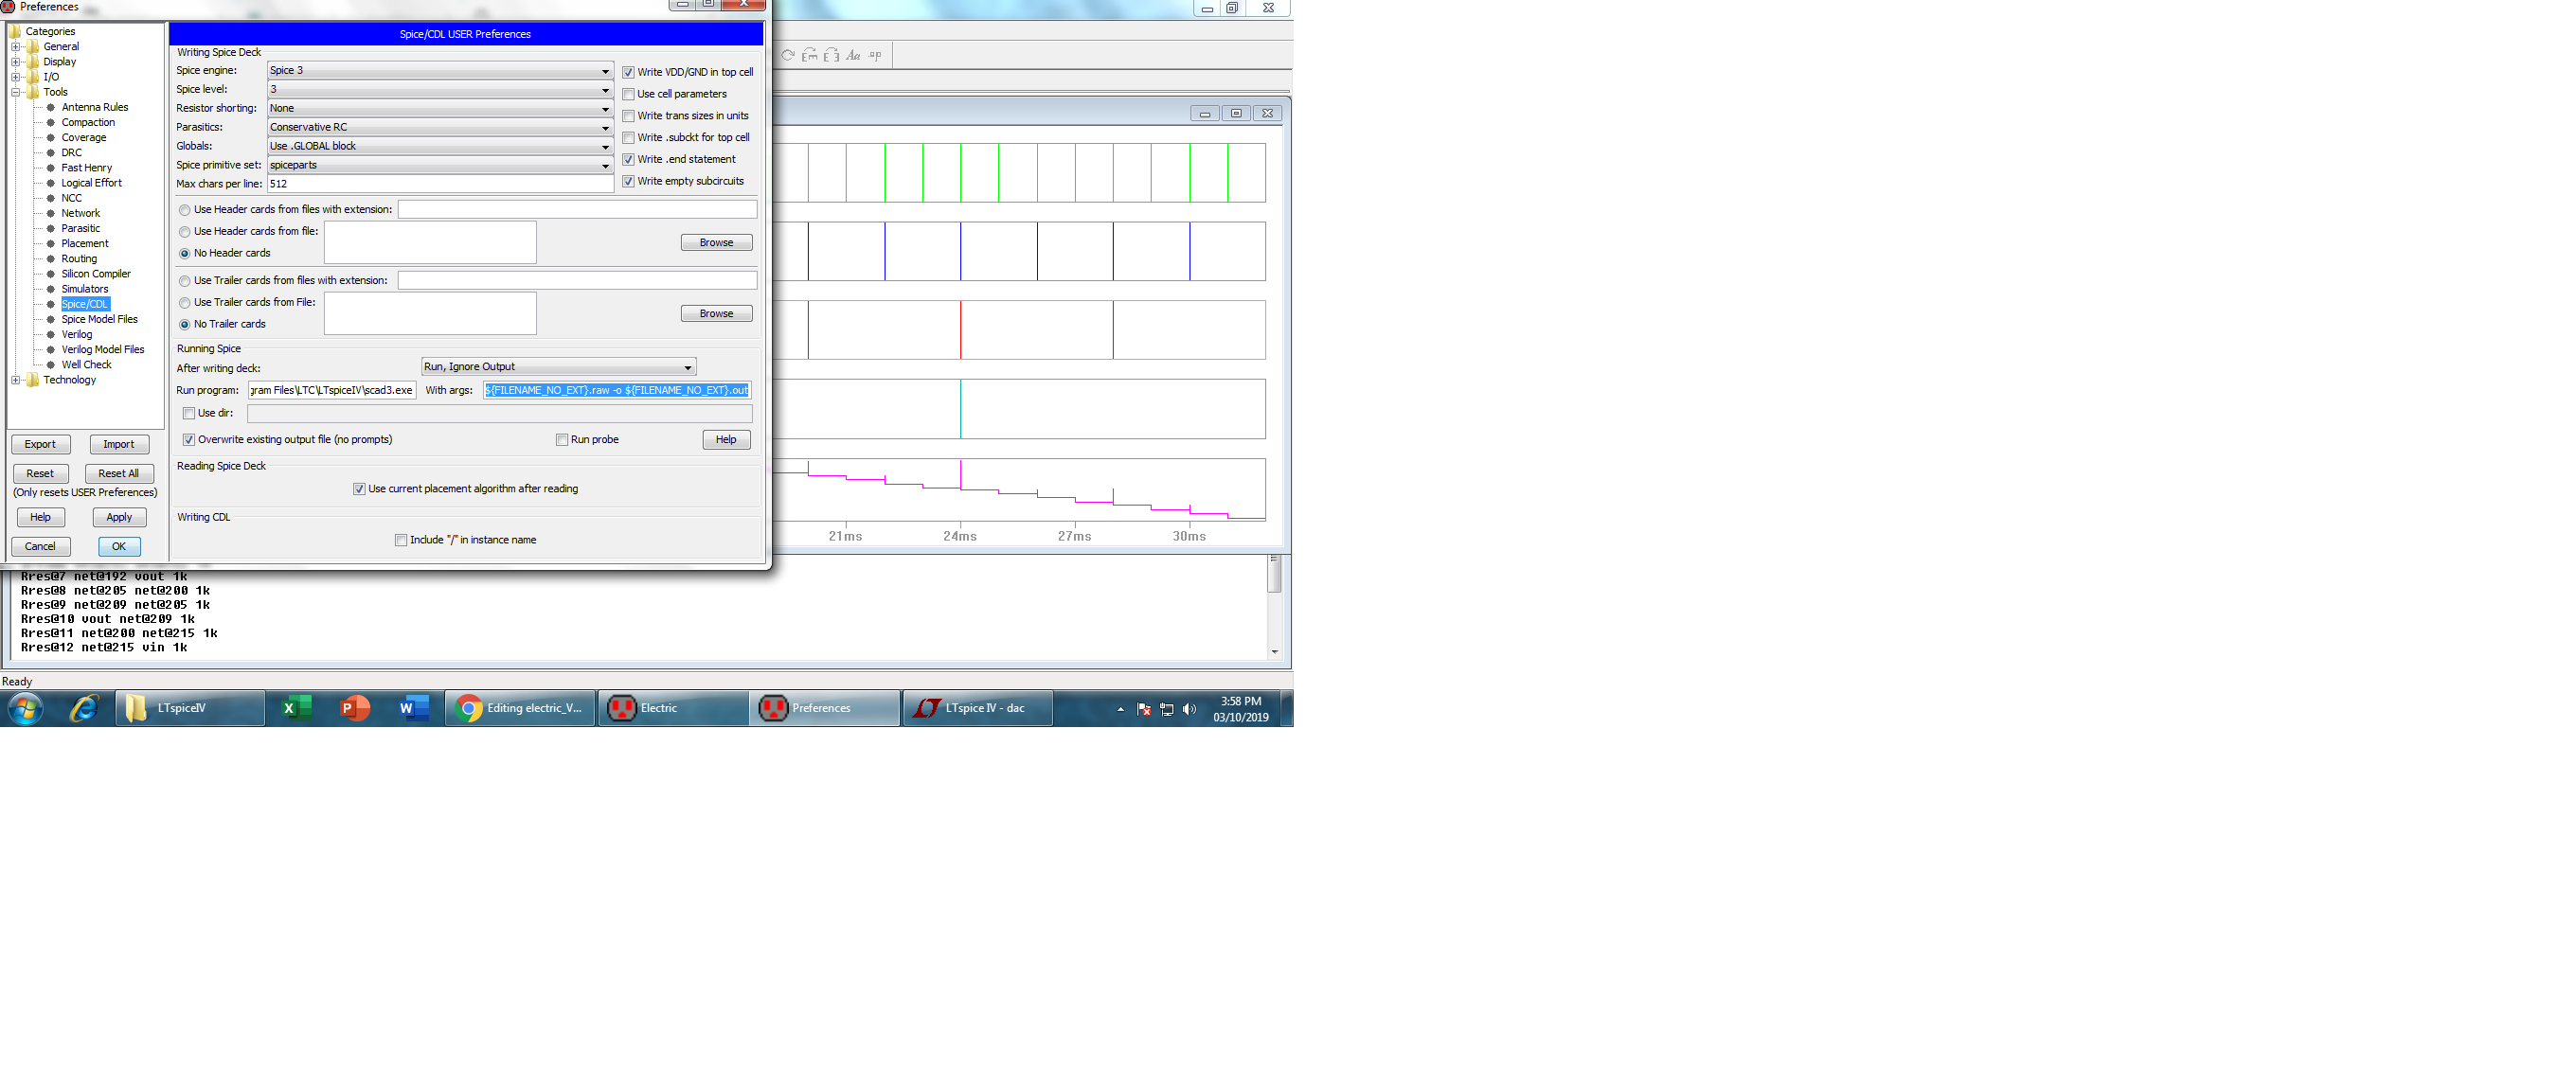 Preferences
Categories
General
Display
I/O
Tools
Antenna Rules
Compaction
Coverage
DRC
Fast Henry
Logical Effort
NCC
Network
Parasitic
Placement
Routing
Silicon Compiler
Simulators
Spice/CDL
Spice Model Files
Verilog
Verilog Model Files
Well Check
Technology
Export Import
Reset Reset All
(Only resets USER Preferences)
Help Apply
Cancel OK
Spice/CDL USER Preferences
Writing Spice Deck
Spice engine: Spice 3
Spice level: 3
Resistor shorting: None
Parasitics: Conservative RC
Globals: Use .GLOBAL block
Spice primitive set: spiceparts
Max chars per line: 512
Write VDD/GND in top cell
Use cell parameters
Write trans sizes in units
Write .subckt for top cell
Write .end statement
Write empty subcircuits
Use Header cards from files with extension:
Use Header cards from file:
No Header cards
Browse
Use Trailer cards from files with extension:
Use Trailer cards from File:
No Trailer cards
Browse
Running Spice
After writing deck: Run, Ignore Output
Run program: gram Files\LTC\LTspiceIV\scad3.exe With args: ${FILENAME_NO_EXT}.raw -o ${FILENAME_NO_EXT}.out
Use dir:
Overwrite existing output file (no prompts) Run probe Help
Reading Spice Deck
Use current placement algorithm after reading
Writing CDL
Include "/" in instance name
21ms 24ms 27ms 30ms
Rres@7 net@192 vout 1k
Rres@8 net@205 net@200 1k
Rres@9 net@209 net@205 1k
Rres@10 vout net@209 1k
Rres@11 net@200 net@215 1k
Rres@12 net@215 vin 1k
Ready
LTspiceIV
Editing electric_V...
Electric
Preferences
LTspice IV - dac
3:58 PM
03/10/2019